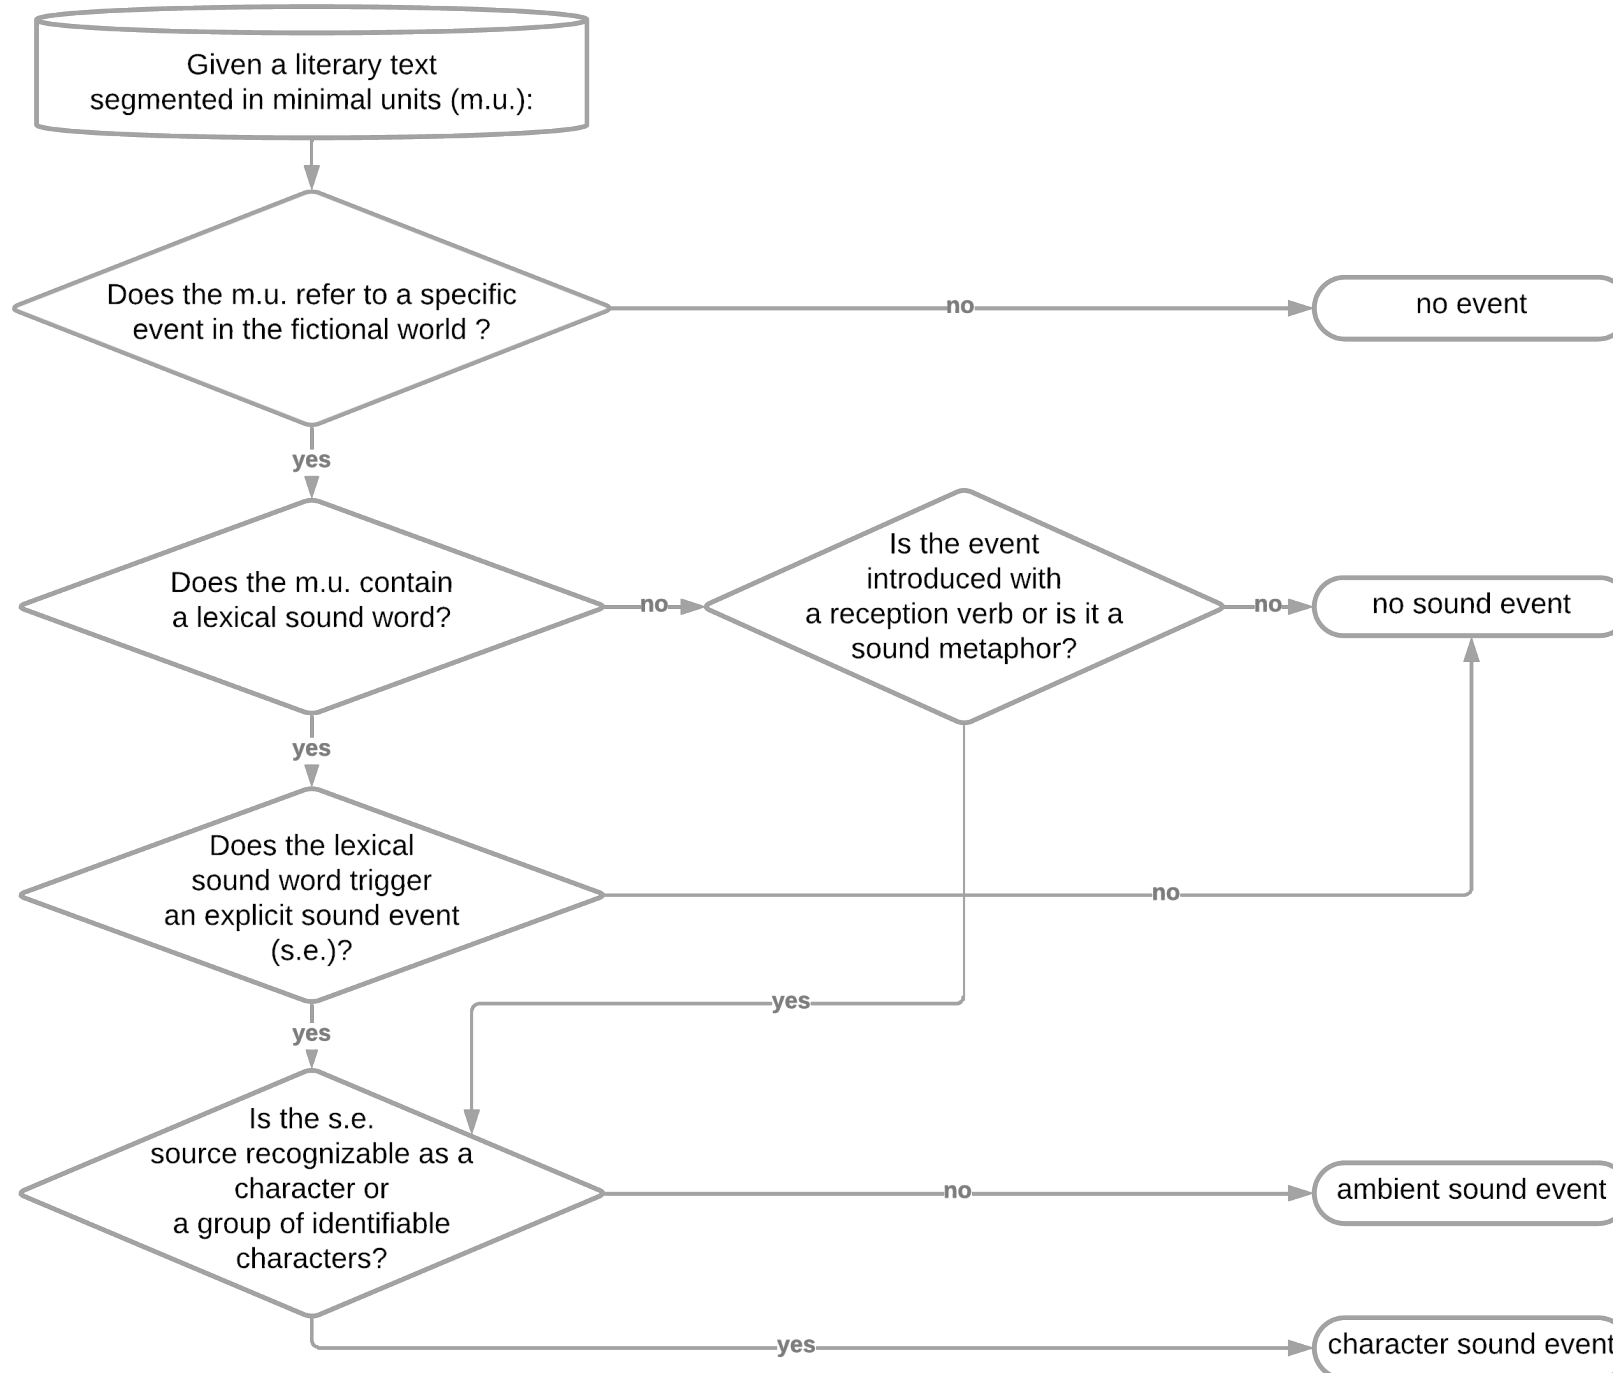 Given a literary text
segmented in minimal units (m.u.):
Does the m.u. refer to a specific
event in the fictional world ?
no
no event
yes
Does the m.u. contain
a lexical sound word?
no
Is the event
introduced with
a reception verb or is it a
sound metaphor?
no
no sound event
yes
Does the lexical
sound word trigger
an explicit sound event
(s.e.)?
no
yes
yes
Is the s.e.
source recognizable as a
character or
a group of identifiable
characters?
no
ambient sound event
yes
character sound event